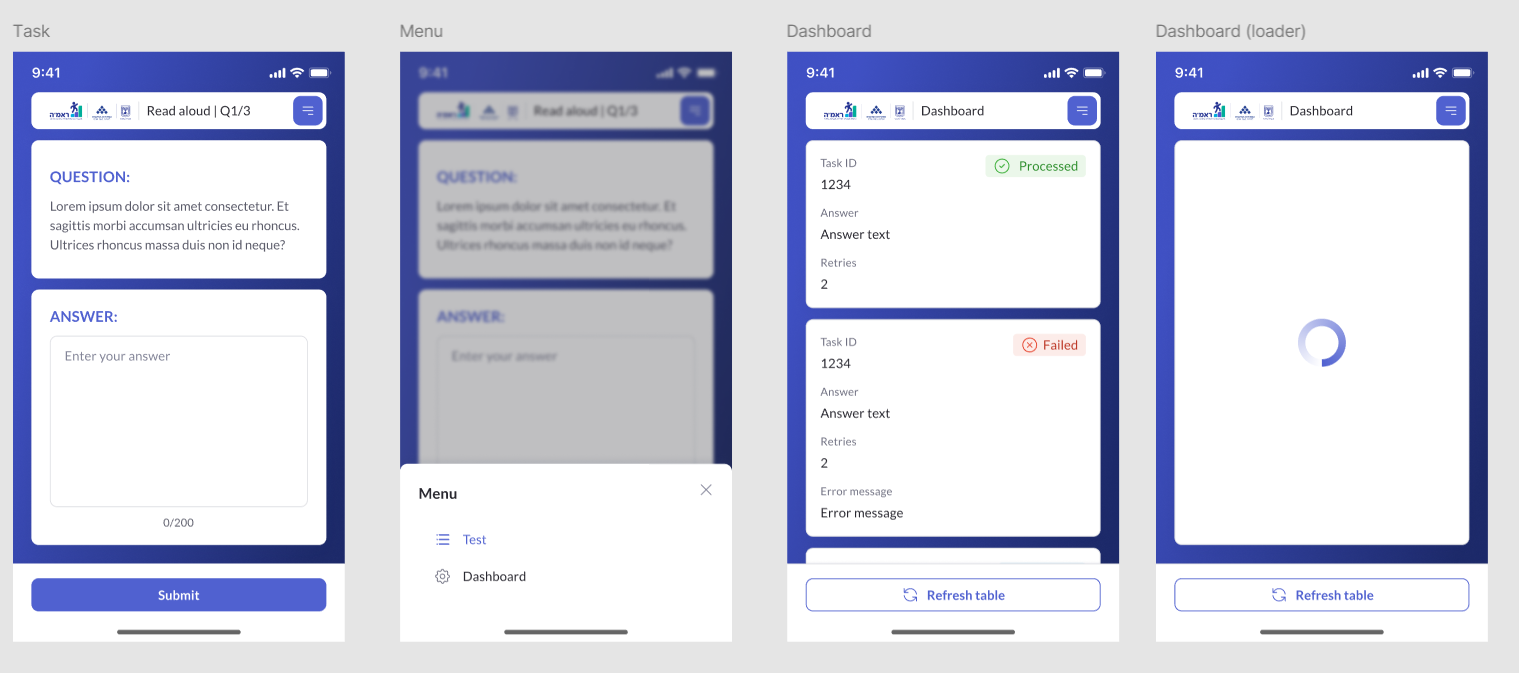 Task
9:41
ראמ״ה
Read aloud | Q1/3
QUESTION:
Lorem ipsum dolor sit amet consectetur. Et
sagittis morbi accumsan ultricies eu rhoncus.
Ultrices rhoncus massa duis non id neque?
ANSWER:
Enter your answer
0/200
Submit
Menu
9:41
Read aloud | Q1/3
QUESTION:
Lorem ipsum dolor sit amet consectetur. Et
sagittis morbi accumsan ultricies eu rhoncus.
Ultrices rhoncus massa duis non id neque?
ANSWER:
Enter your answer
Menu
Test
Dashboard
Dashboard
9:41
ראמ״ה
Dashboard
Task ID
Processed
1234
Answer
Answer text
Retries
2
Task ID
Failed
1234
Answer
Answer text
Retries
2
Error message
Error message
Refresh table
Dashboard (loader)
9:41
ראמ״ה
Dashboard
Refresh table